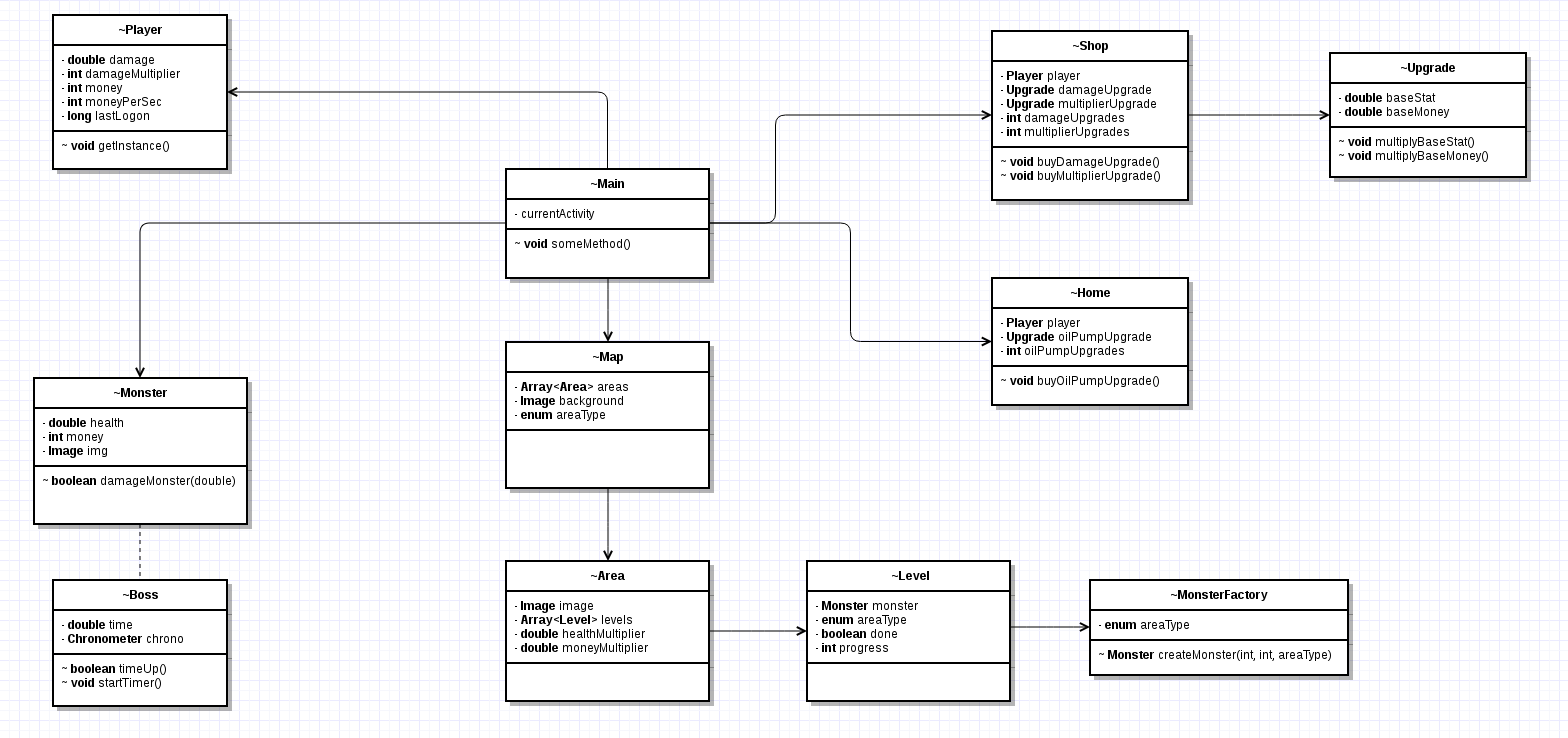 ~Player
- double damage
- int damageMultiplier
- int money
- int moneyPerSec
- long lastLogon
~ void getInstance()
~Shop
- Player player
- Upgrade damageUpgrade
- Upgrade multiplierUpgrade
- int damageUpgrades
- int multiplierUpgrades
~ void buyDamageUpgrade()
~ void buyMultiplierUpgrade()
~Upgrade
- double baseStat
- double baseMoney
~ void multiplyBaseStat()
~ void multiplyBaseMoney()
~Main
- currentActivity
~ void someMethod()
~Home
- Player player
- Upgrade oilPumpUpgrade
- int oilPumpUpgrades
~ void buyOilPumpUpgrade()
~Map
- Array<Area> areas
- Image background
- enum areaType
~Monster
- double health
- int money
- Image img
~ boolean damageMonster(double)
~Boss
- double time
- Chronometer chrono
~ boolean timeUp()
~ void startTimer()
~Area
- Image image
- Array<Level> levels
- double healthMultiplier
- double moneyMultiplier
~Level
- Monster monster
- enum areaType
- boolean done
- int progress
~MonsterFactory
- enum areaType
~ Monster createMonster(int, int, areaType)